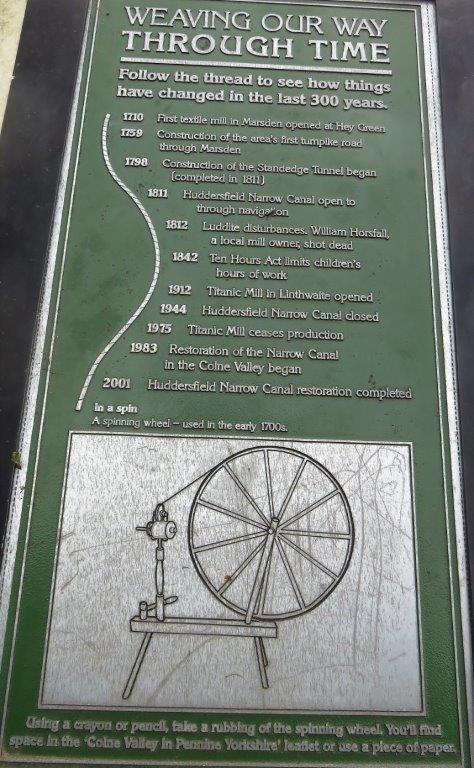 WEAVING OUR WAY
THROUGH TIME
Follow the thread to see how things
have changed in the last 300 years.
1710 First textile mill in Marsden opened at Hey Green
1759 Construction of the area's first turnpike road
through Marsden
1798 Construction of the Standedge Tunnel began
(completed in 1811)
1811 Huddersfield Narrow Canal open to
through navigation
1812 Luddite disturbances. William Horsfall,
a local mill owner, shot dead
1842 Ten Hours Act limits children's
hours of work
1912 Titanic Mill in Linthwaite opened
1944 Huddersfield Narrow Canal closed
1975 Titanic Mill ceases production
1983 Restoration of the Narrow Canal
in the Colne Valley began
2001 Huddersfield Narrow Canal restoration completed
in a spin
A spinning wheel – used in the early 1700s.
Using a crayon or pencil, take a rubbing of the spinning wheel. You'll find
space in the 'Colne Valley in Pennine Yorkshire' leaflet or use a piece of paper.